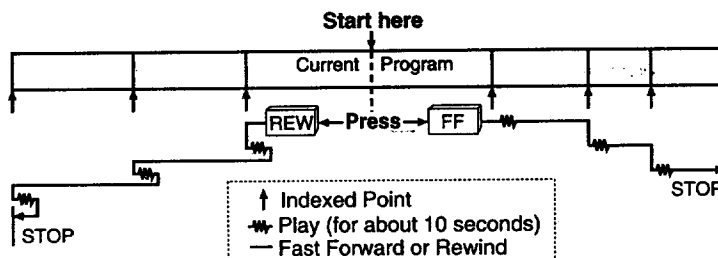 Start here
Current Program
REW Press FF
STOP
STOP
Indexed Point
Play (for about 10 seconds)
Fast Forward or Rewind